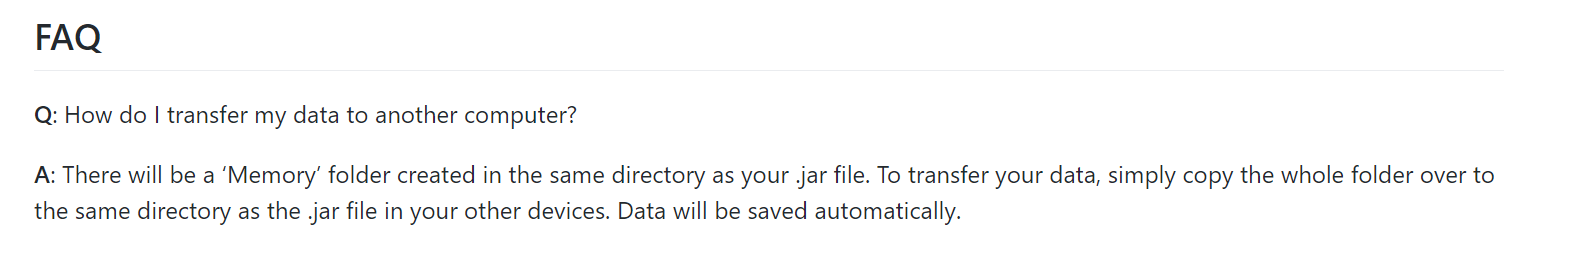 FAQ
Q: How do I transfer my data to another computer?
A: There will be a ‘Memory’ folder created in the same directory as your .jar file. To transfer your data, simply copy the whole folder over to
the same directory as the .jar file in your other devices. Data will be saved automatically.